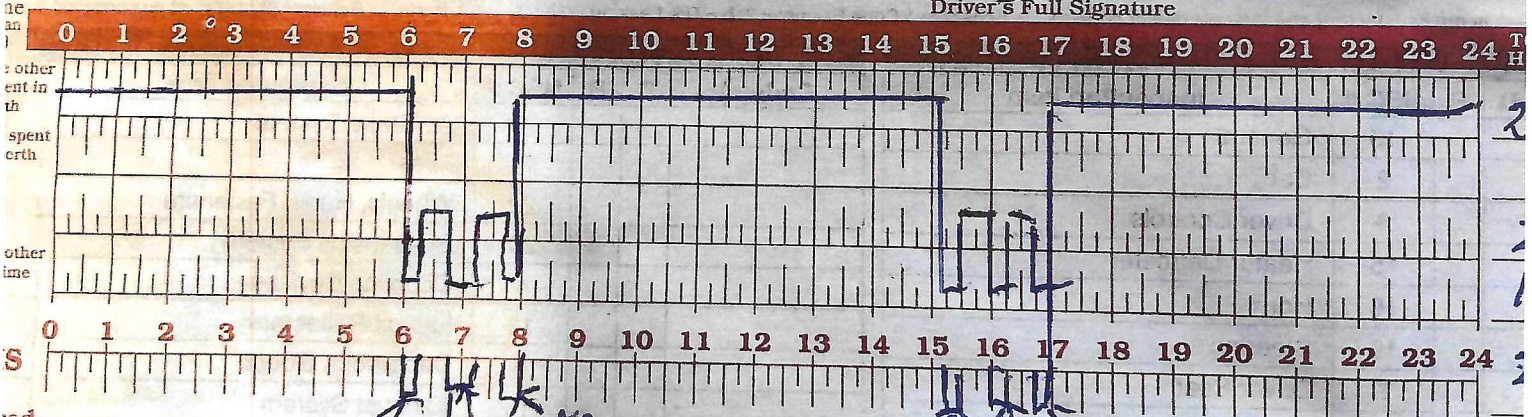 Driver's Full Signature
0 1 2 3 4 5 6 7 8 9 10 11 12 13 14 15 16 17 18 19 20 21 22 23 24
other
ent in
spent
erth
other
ime
0 1 2 3 4 5 6 7 8 9 10 11 12 13 14 15 16 17 18 19 20 21 22 23 24
S